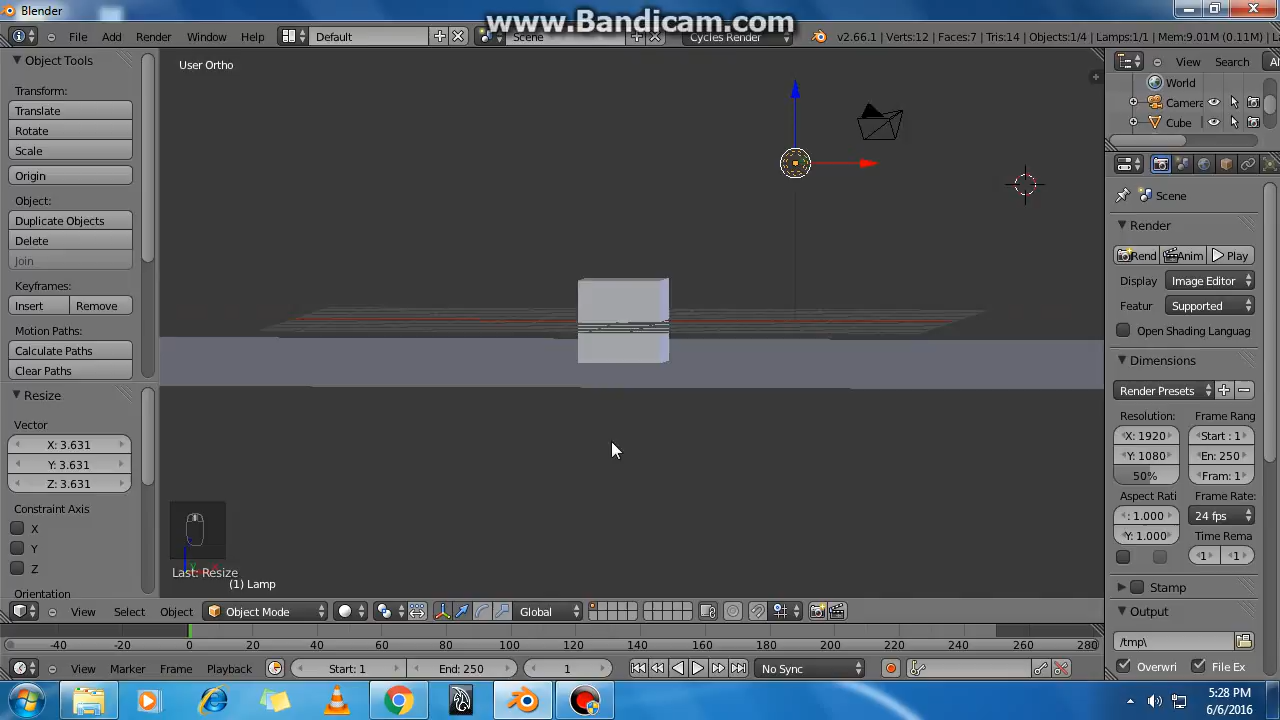 Blender
www.Bandicam.com
File Add Render Window Help Default Scene Cycles Render v2.66.1 | Verts:12 | Faces:7 | Tris:14 | Objects:1/4 | Lamps:1/1 | Mem:9.01M (0.11M) | L
Object Tools
Transform:
Translate
Rotate
Scale
Origin
Object:
Duplicate Objects
Delete
Join
Keyframes:
Insert Remove
Motion Paths:
Calculate Paths
Clear Paths
Resize
Vector
X: 3.631
Y: 3.631
Z: 3.631
Constraint Axis
X
Y
Z
Orientation
User Ortho
Last: Resize
(1) Lamp
View Search Al
World
Camera
Cube
Scene
Render
Rend Anim Play
Display Image Editor
Featur Supported
Open Shading Languag
Dimensions
Render Presets
Resolution: Frame Rang
X: 1920 Start : 1
Y: 1080 En: 250
50% Fram: 1
Aspect Rati Frame Rate:
: 1.000 24 fps
Y: 1.000 Time Rema
1 1
Stamp
Output
/tmp\
Overwri File Ex
View Select Object Object Mode Global
-40 -20 0 20 40 60 80 100 120 140 160 180 200 220 240 260 280
View Marker Frame Playback Start: 1 End: 250 1 No Sync
5:28 PM
6/6/2016